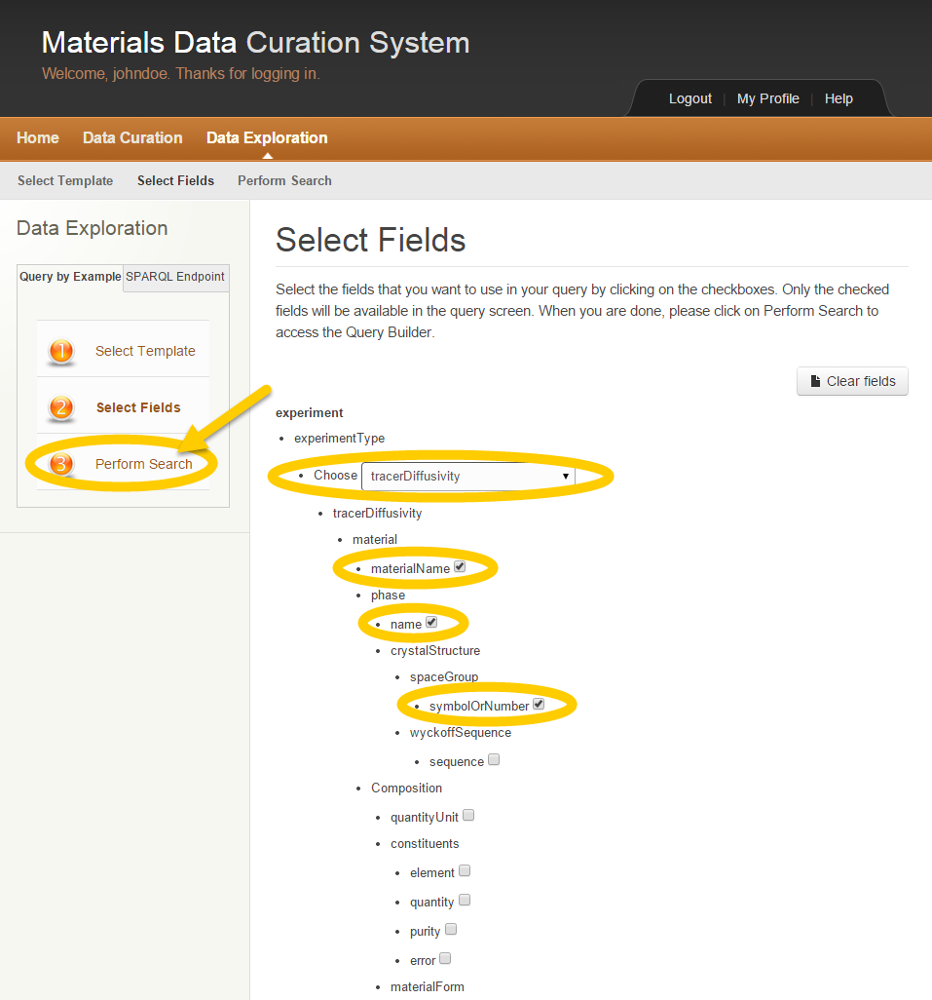 Materials Data Curation System
Welcome, johndoe. Thanks for logging in.
Logout | My Profile | Help
Home Data Curation Data Exploration
Select Template Select Fields Perform Search
Data Exploration
Query by Example SPARQL Endpoint
1 Select Template
2 Select Fields
3 Perform Search
Select Fields
Select the fields that you want to use in your query by clicking on the checkboxes. Only the checked
fields will be available in the query screen. When you are done, please click on Perform Search to
access the Query Builder.
Clear fields
experiment
experimentType
Choose tracerDiffusivity
tracerDiffusivity
material
materialName
phase
name
crystalStructure
spaceGroup
symbolOrNumber
wyckoffSequence
sequence
Composition
quantityUnit
constituents
element
quantity
purity
error
materialForm